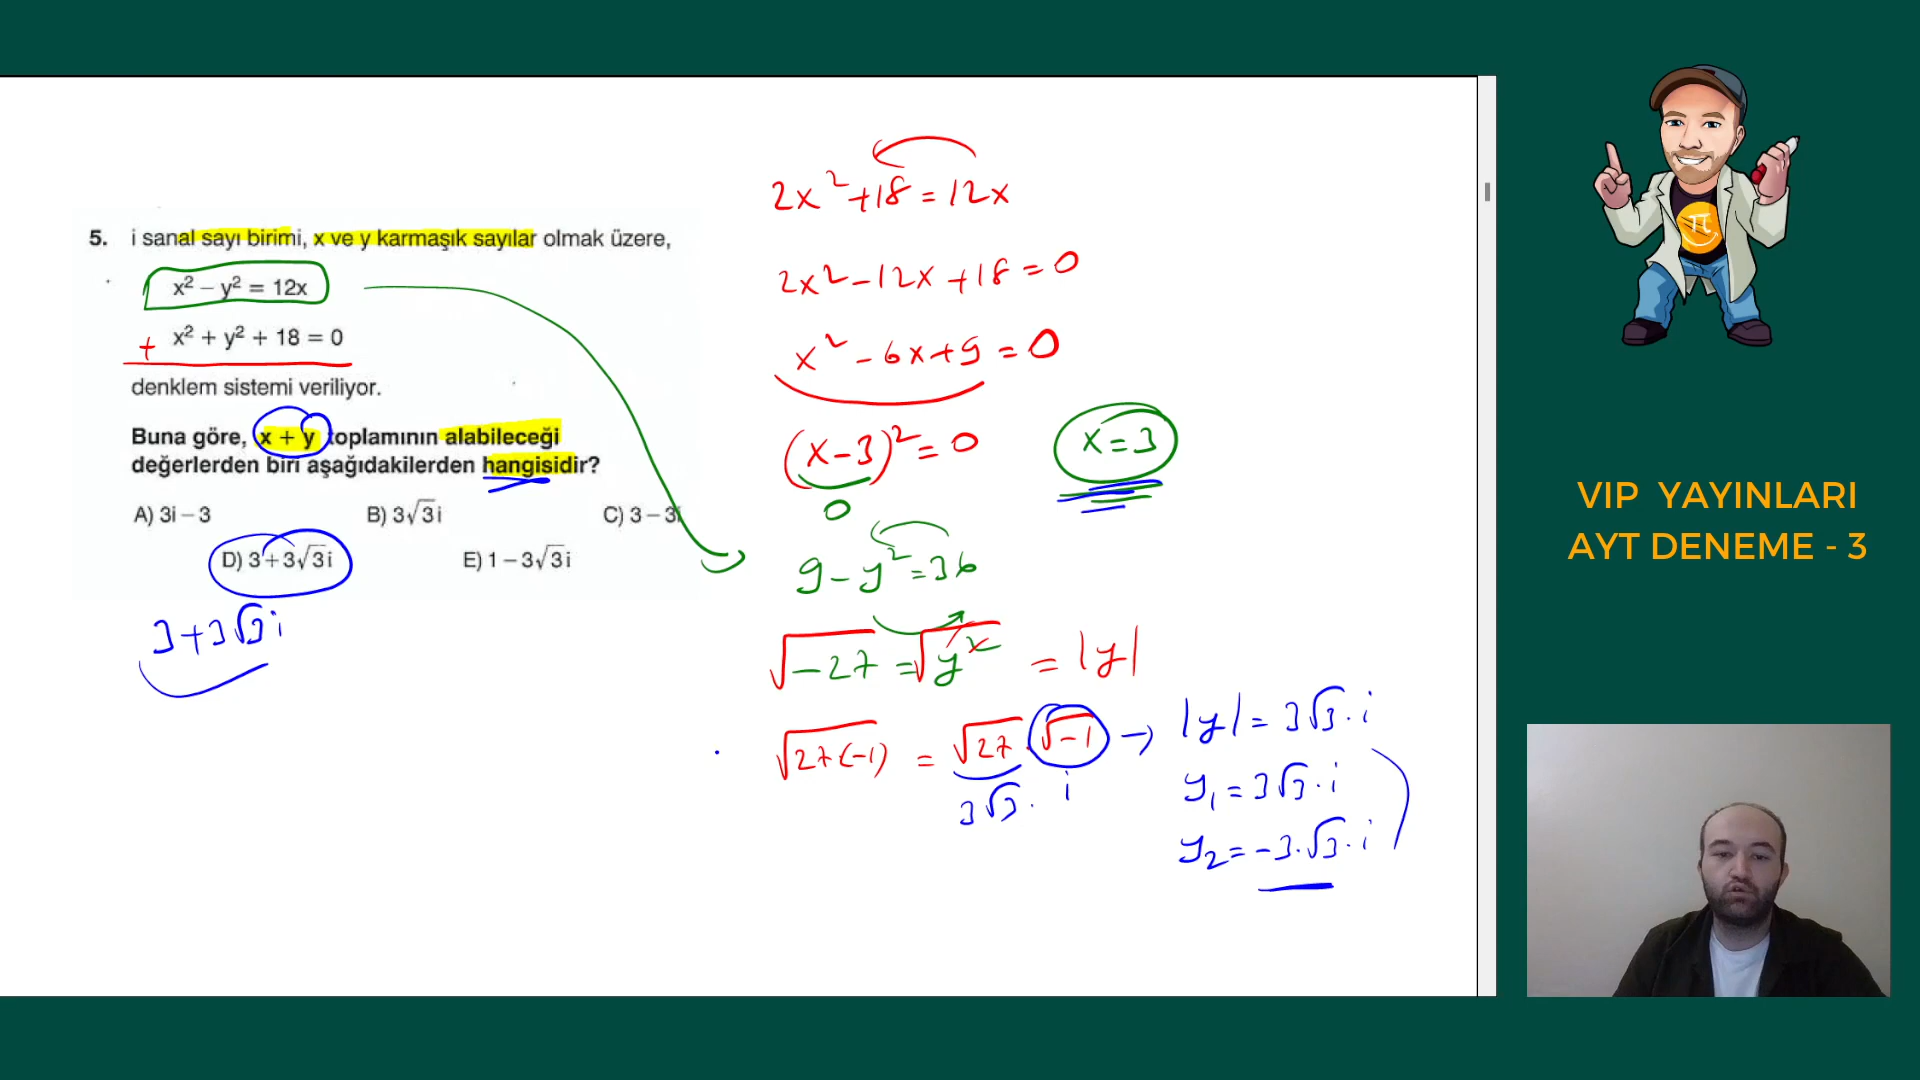 5. i sanal sayı birimi, x ve y karmaşık sayılar olmak üzere,
x² – y² = 12x
+ x² + y² + 18 = 0
denklem sistemi veriliyor.
Buna göre, x + y toplamının alabileceği
değerlerden biri aşağıdakilerden hangisidir?
A) 3i – 3 B) 3√3i C) 3 – 3i
D) 3 + 3√3i E) 1 – 3√3i
3+3√3i
2x²+18=12x
2x²-12x+18=0
x²-6x+9=0
(x-3)²=0 x=3
0
9-y²=36
√-27=√y² = |y|
√27(-1) = √27.√-1 → |y|=3√3.i
3√3. i
y₁=3√3.i
y₂=-3.√3.i
π
VIP YAYINLARI
AYT DENEME - 3